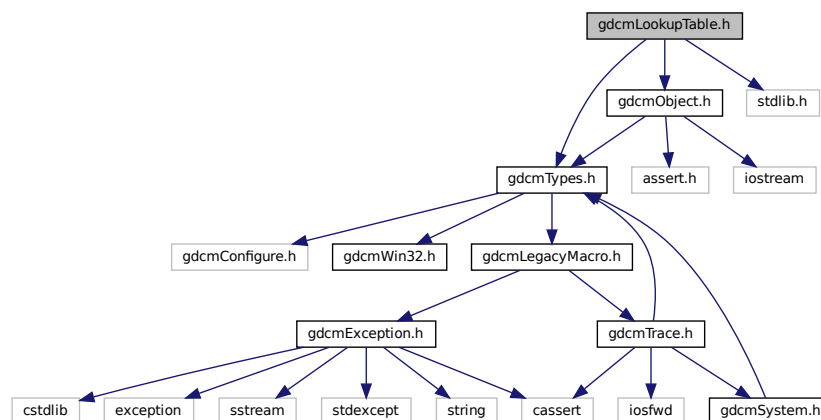 gdcmLookupTable.h
gdcmObject.h
stdlib.h
gdcmTypes.h
assert.h
iostream
gdcmConfigure.h
gdcmWin32.h
gdcmLegacyMacro.h
gdcmException.h
gdcmTrace.h
cstdlib
exception
sstream
stdexcept
string
cassert
iosfwd
gdcmSystem.h